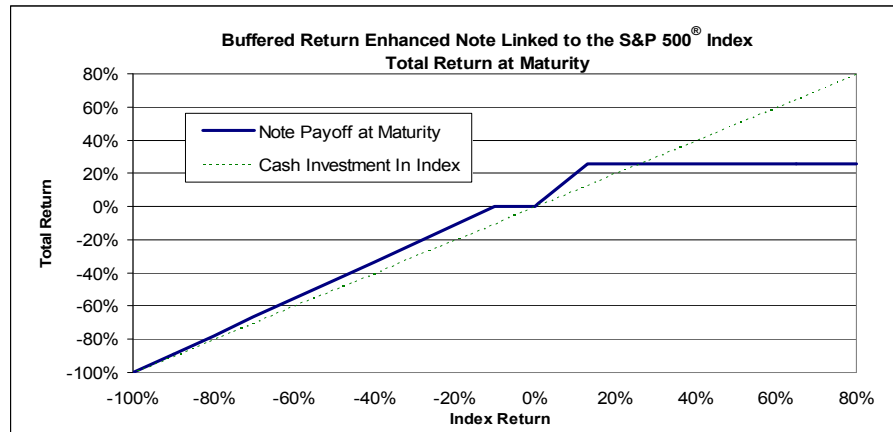 Buffered Return Enhanced Note Linked to the S&P 500® Index
Total Return at Maturity
80%
60%
40%
20%
0%
-20%
-40%
-60%
-80%
-100%
Total Return
Note Payoff at Maturity
Cash Investment In Index
-100% -80% -60% -40% -20% 0% 20% 40% 60% 80%
Index Return